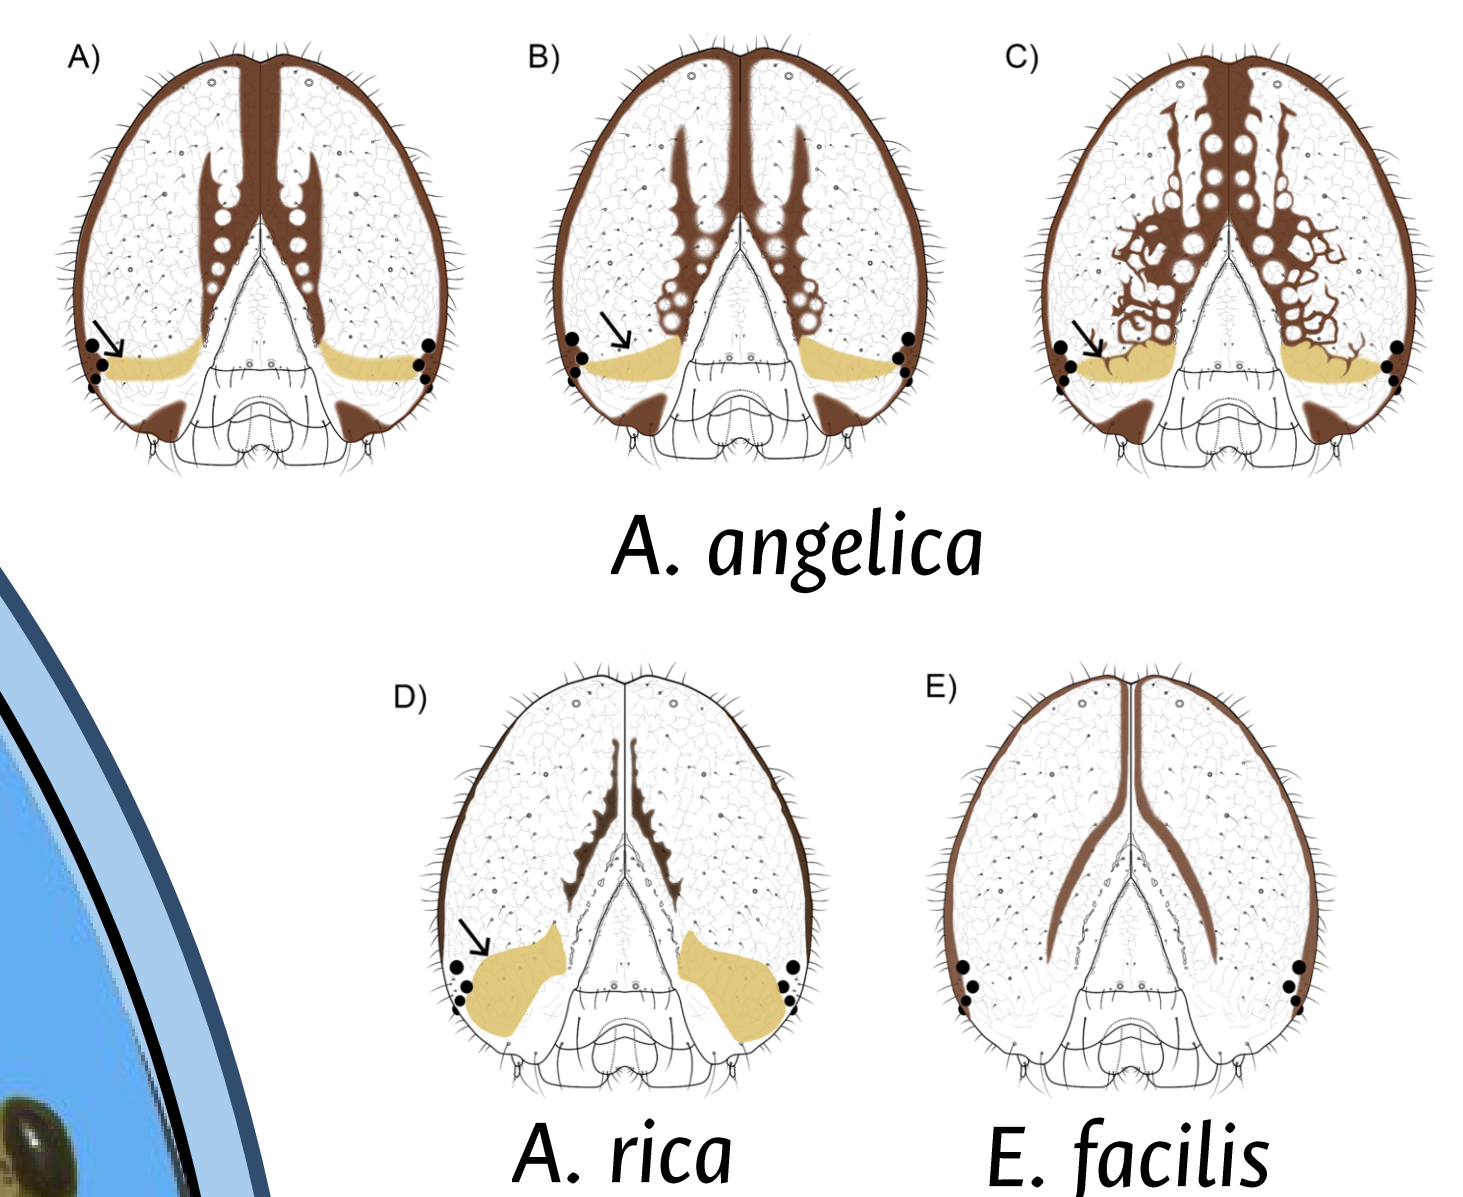 A) B) C)
A. angelica
D) E)
A. rica E. facilis